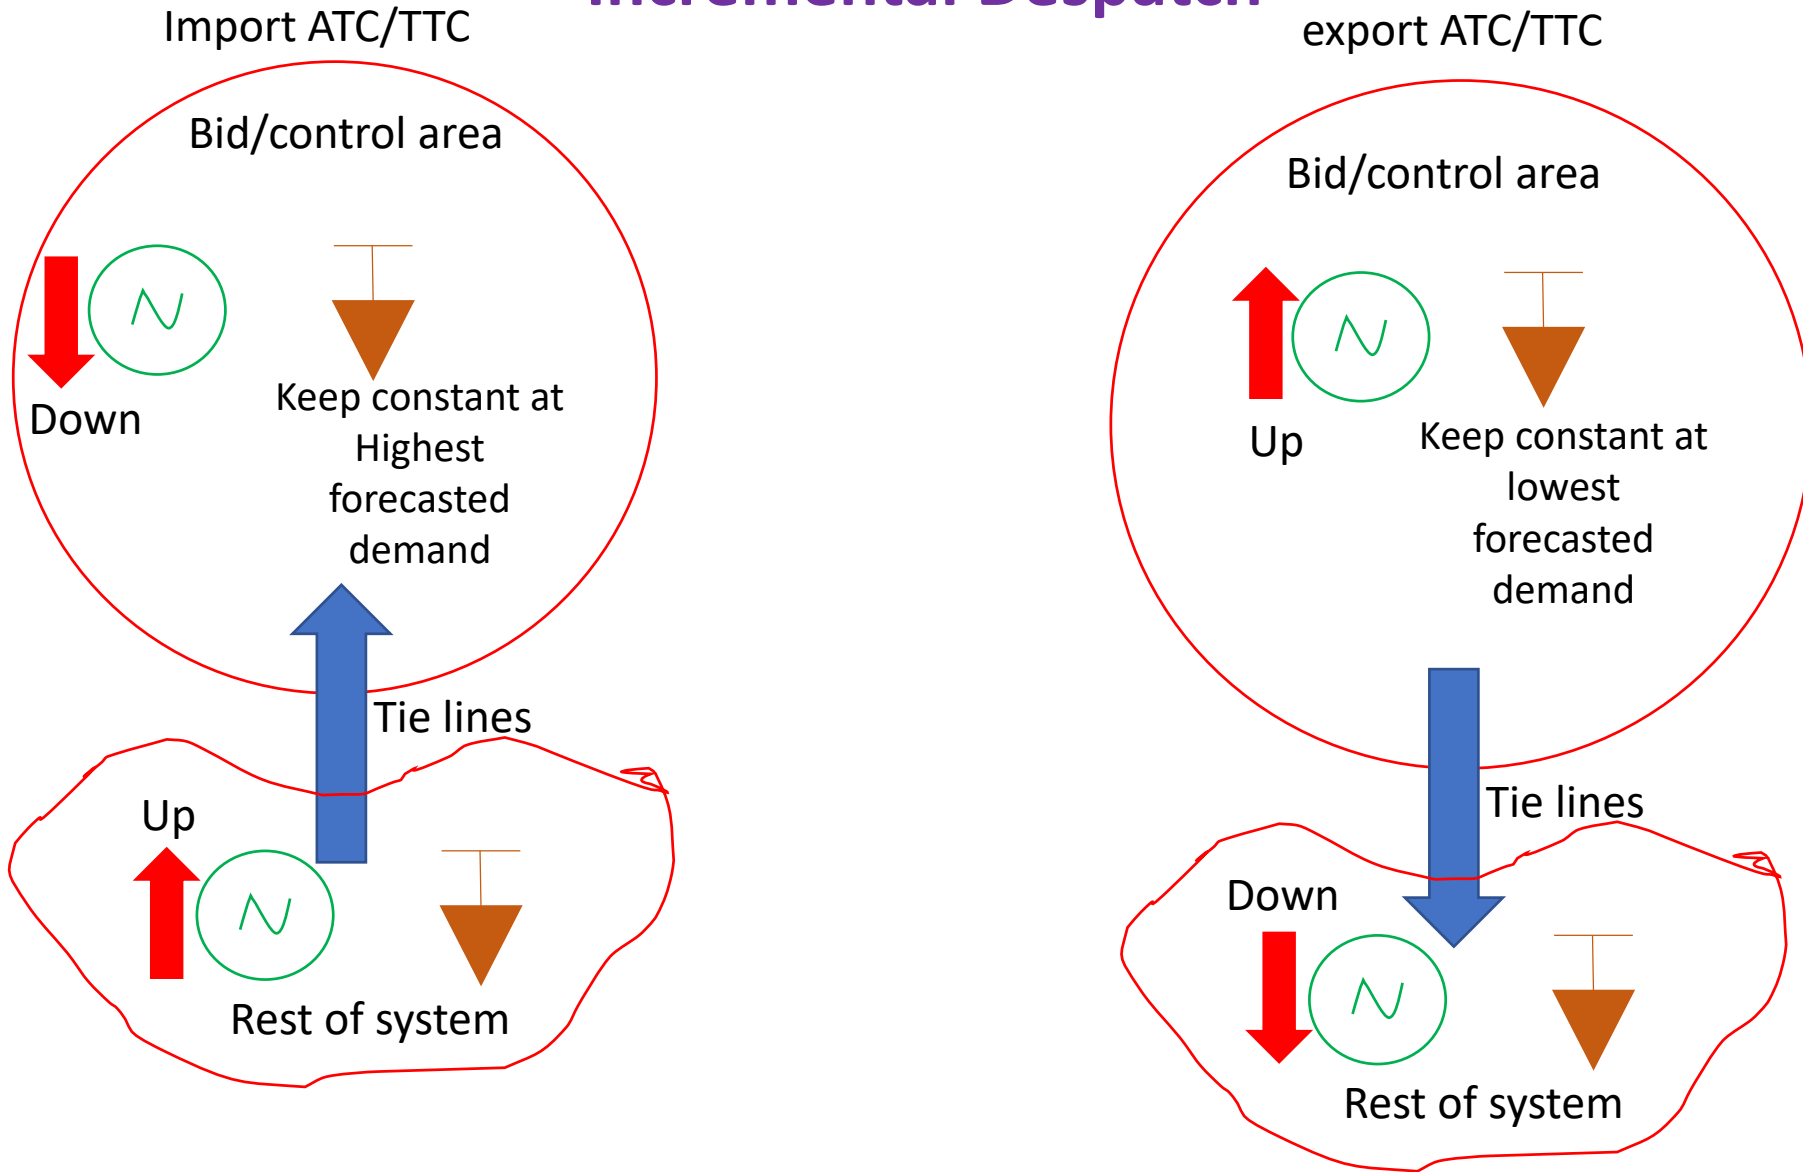 Incremental Despatch
Import ATC/TTC
Bid/control area
Down
Keep constant at
Highest
forecasted
demand
Tie lines
Up
Rest of system
export ATC/TTC
Bid/control area
Up
Keep constant at
lowest
forecasted
demand
Tie lines
Down
Rest of system